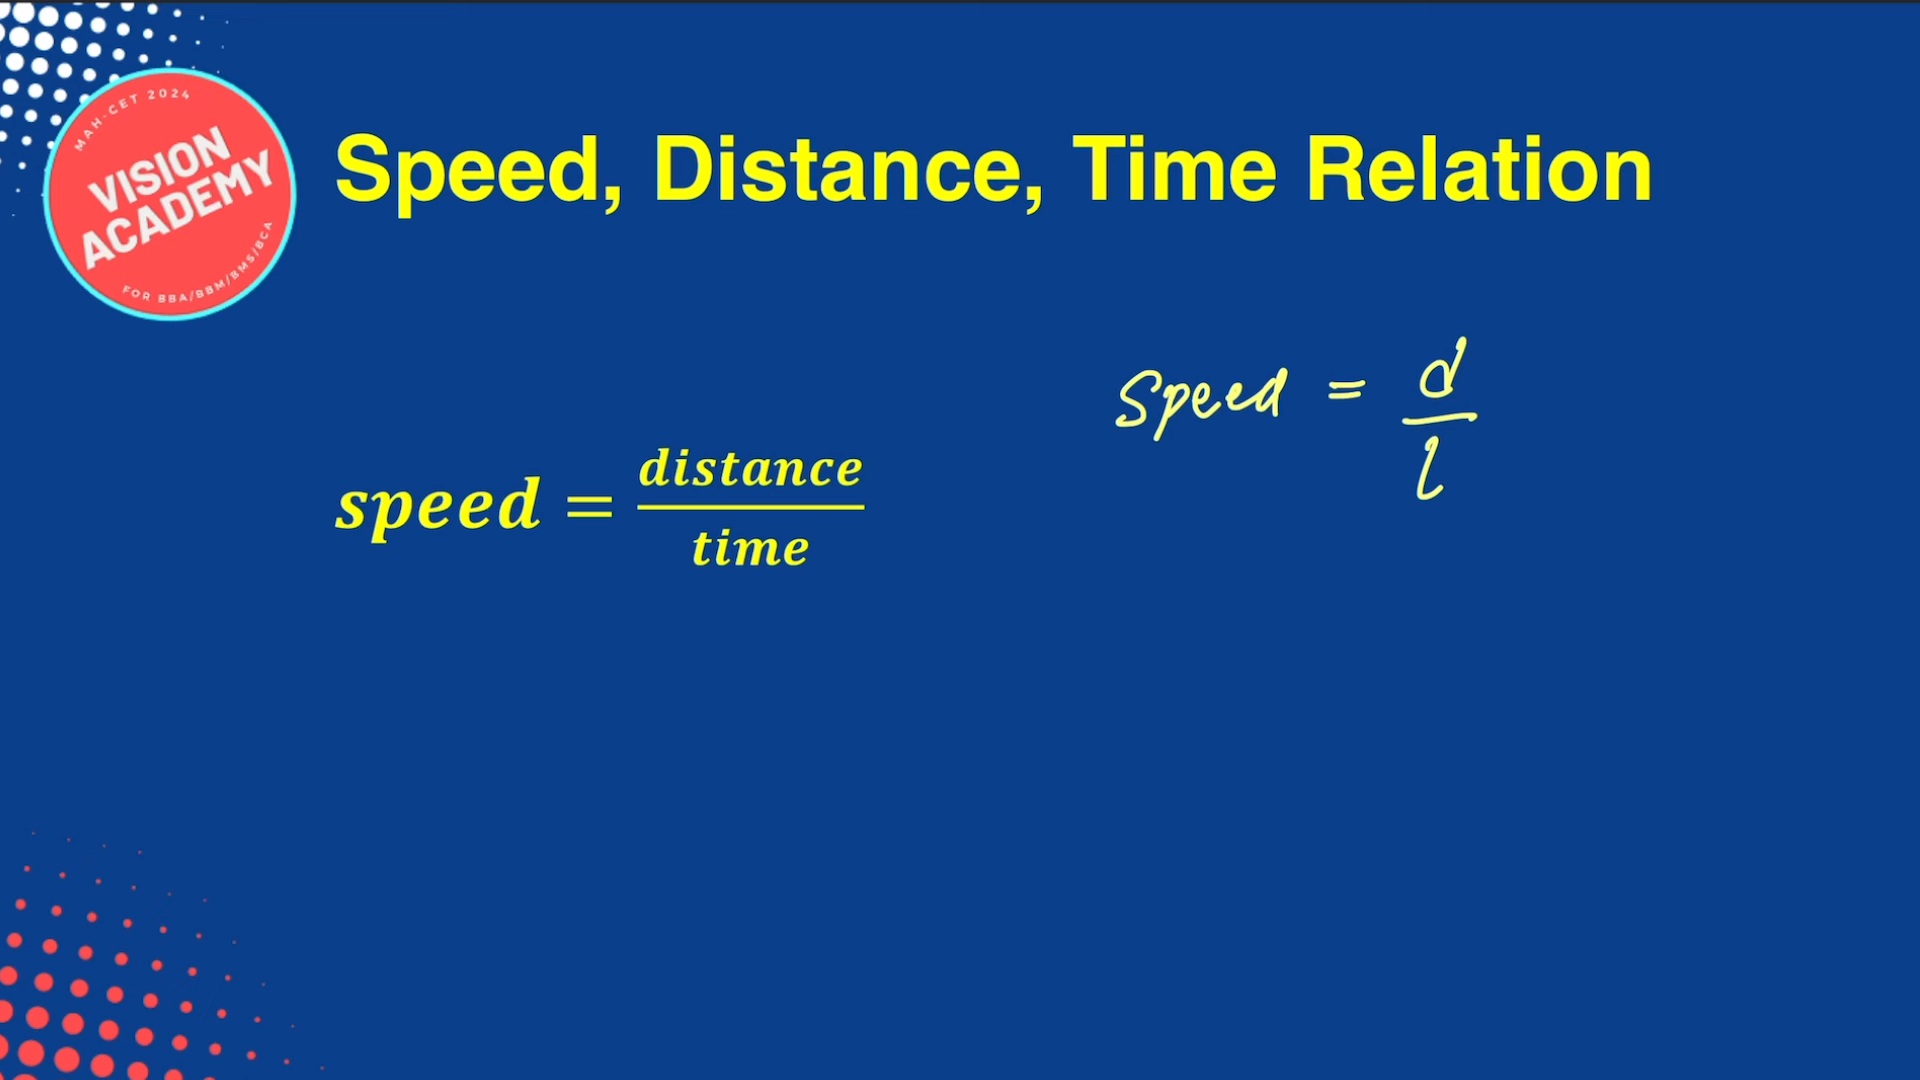 MAH-CET 2024
VISION
ACADEMY
FOR BBA/BBM/BMS/BCA
Speed, Distance, Time Relation
speed = distance
time
Speed = d
l